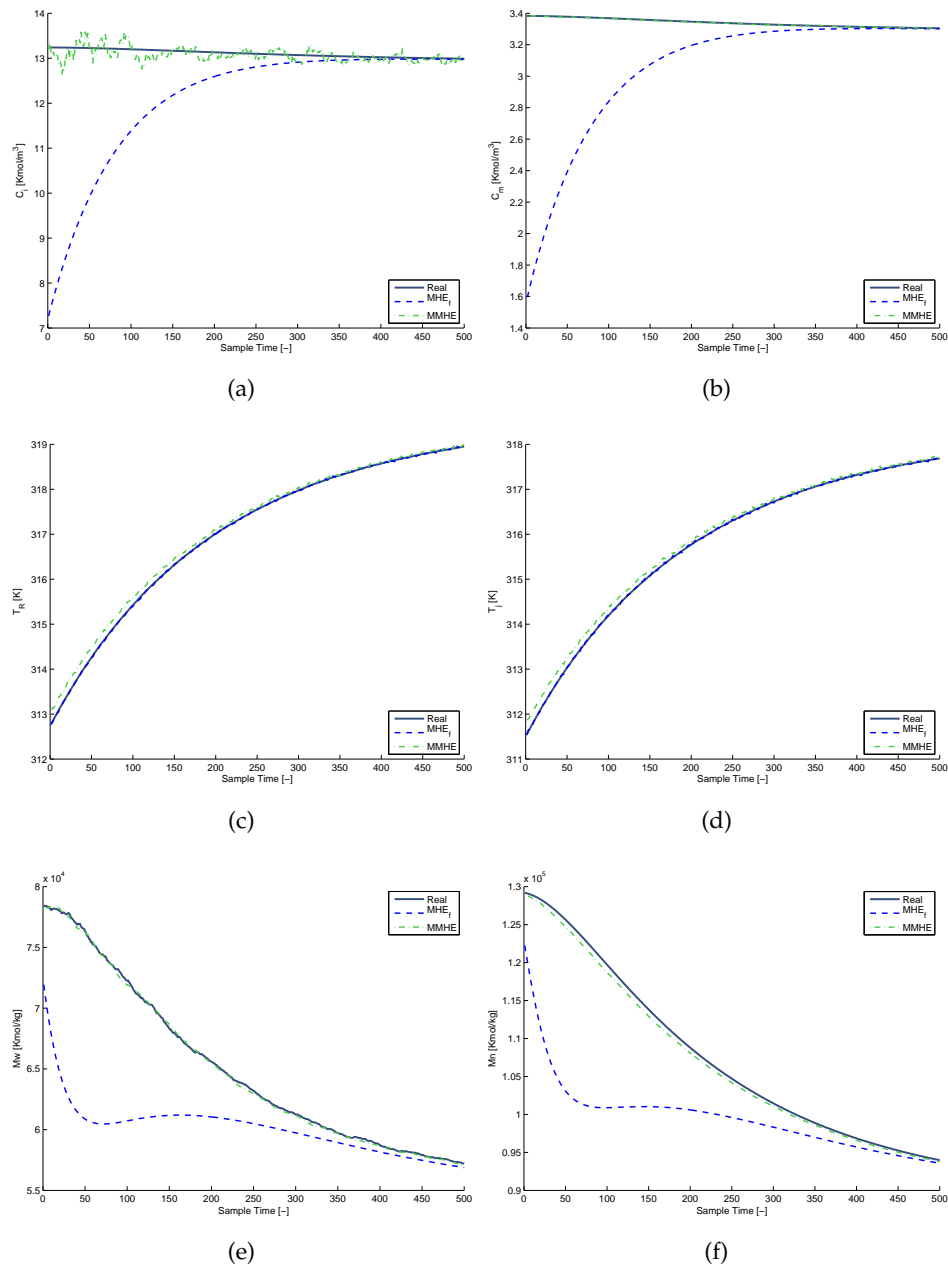 14
13
12
11
10
9
8
7
C_i [Kmol/m^3]
0 50 100 150 200 250 300 350 400 450 500
Sample Time [–]
Real
MHE_f
MMHE
(a)
3.4
3.2
3
2.8
2.6
2.4
2.2
2
1.8
1.6
1.4
C_m [Kmol/m^3]
0 50 100 150 200 250 300 350 400 450 500
Sample Time [–]
Real
MHE_f
MMHE
(b)
319
318
317
316
315
314
313
312
T_R [K]
0 50 100 150 200 250 300 350 400 450 500
Sample Time [–]
Real
MHE_f
MMHE
(c)
318
317
316
315
314
313
312
311
T_j [K]
0 50 100 150 200 250 300 350 400 450 500
Sample Time [–]
Real
MHE_f
MMHE
(d)
x 10^4
8
7.5
7
6.5
6
5.5
Mw [Kmol/kg]
0 50 100 150 200 250 300 350 400 450 500
Sample Time [–]
Real
MHE_f
MMHE
(e)
x 10^5
1.3
1.25
1.2
1.15
1.1
1.05
1
0.95
0.9
Mn [Kmol/kg]
0 50 100 150 200 250 300 350 400 450 500
Sample Time [–]
Real
MHE_f
MMHE
(f)